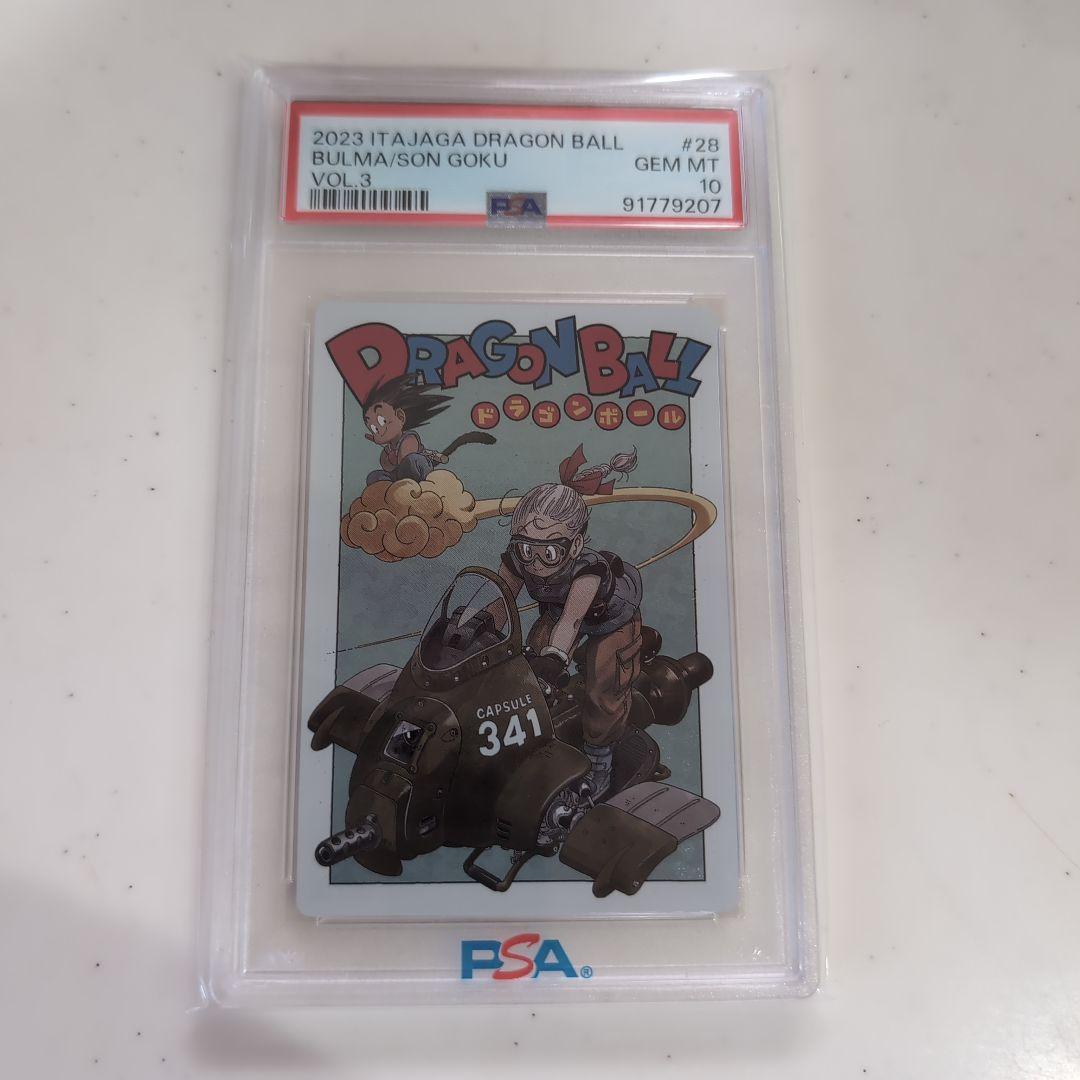 2023 ITAJAGA DRAGON BALL #28
BULMA/SON GOKU GEM MT
VOL.3 10
PSA 91779207
DRAGON BALL
ドラゴンボール
CAPSULE
341
PSA®